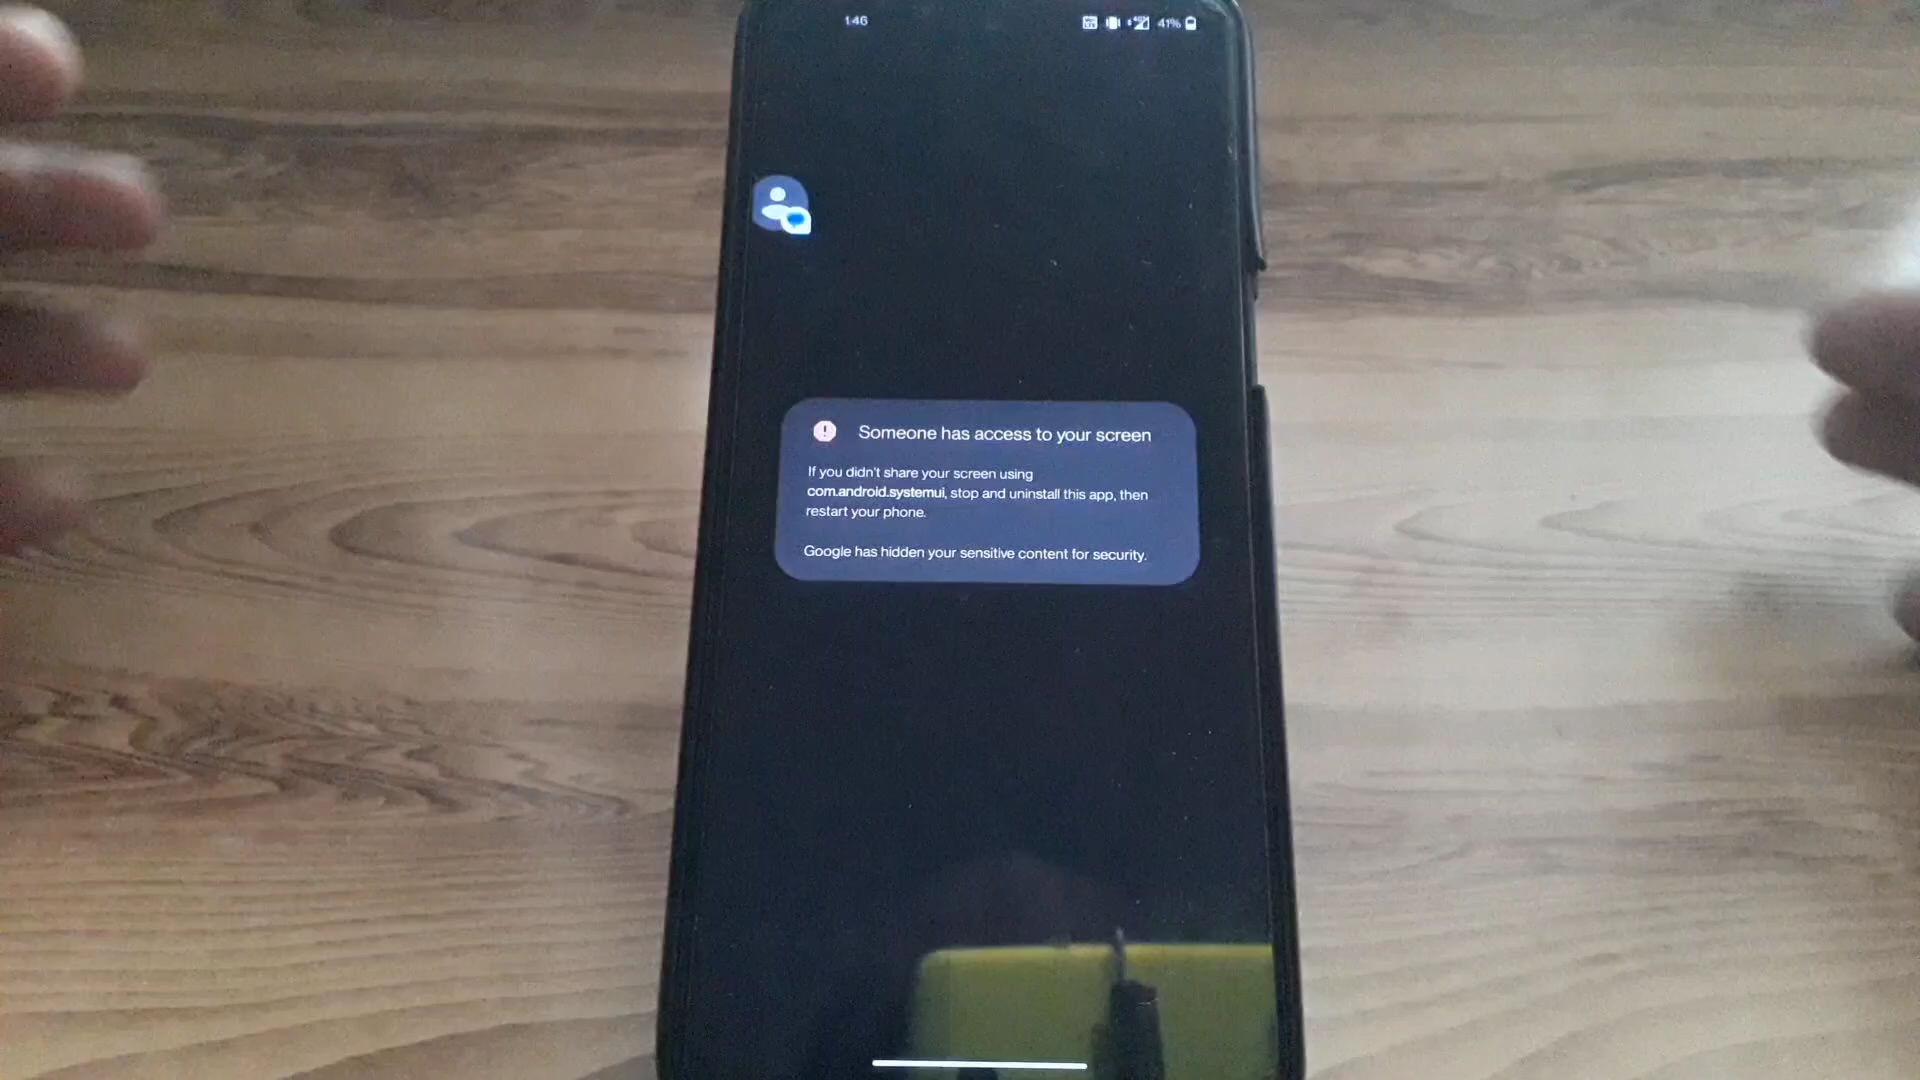 1:46
41%
Someone has access to your screen
If you didn't share your screen using
com.android.systemui, stop and uninstall this app, then
restart your phone.
Google has hidden your sensitive content for security.